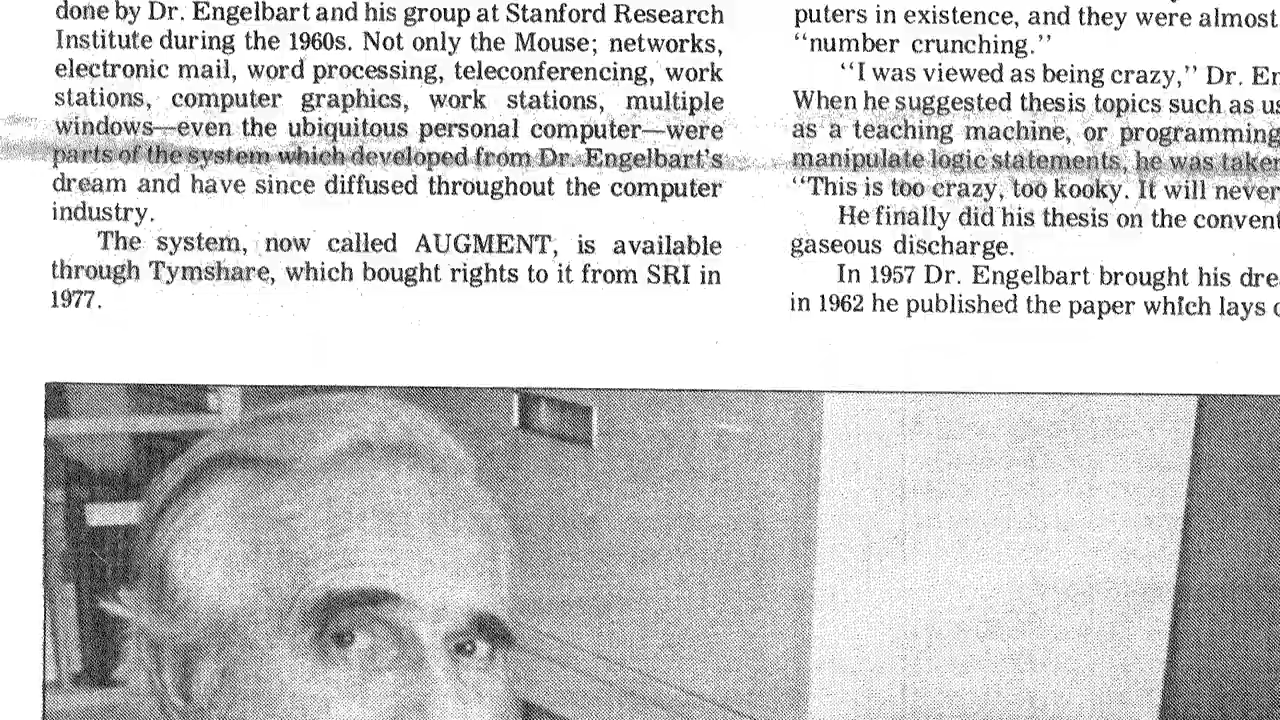 done by Dr. Engelbart and his group at Stanford Research
Institute during the 1960s. Not only the Mouse; networks,
electronic mail, word processing, teleconferencing, work
stations, computer graphics, work stations, multiple
windows—even the ubiquitous personal computer—were
parts of the system which developed from Dr. Engelbart's
dream and have since diffused throughout the computer
industry.
The system, now called AUGMENT, is available
through Tymshare, which bought rights to it from SRI in
1977.
puters in existence, and they were almost
“number crunching.”
“I was viewed as being crazy,” Dr. En
When he suggested thesis topics such as us
as a teaching machine, or programming
manipulate logic statements, he was taken
“This is too crazy, too kooky. It will never
He finally did his thesis on the convent
gaseous discharge.
In 1957 Dr. Engelbart brought his dre
in 1962 he published the paper which lays o